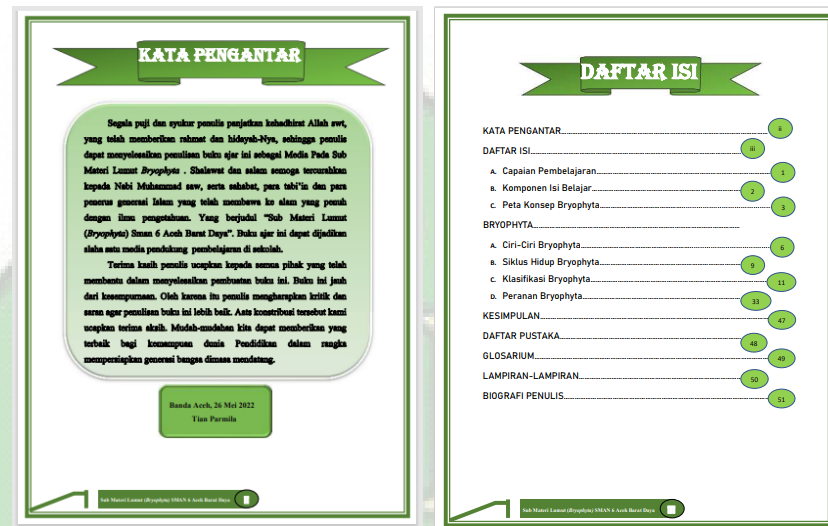 KATA PENGANTAR
Segala puji dan syukur penulis panjatkan kehadhirat Allah swt,
yang telah memberikan rahmat dan hidayah-Nya, sehingga penulis
dapat menyelesaikan penulisan buku ajar ini sebagai Media Pada Sub
Materi Lumut Bryophyta . Shalawat dan salam semoga tercurahkan
kepada Nabi Muhammad saw, serta sahabat, para tabi'in dan para
penerus generasi Islam yang telah membawa ke alam yang penuh
dengan ilmu pengetahuan. Yang berjudul "Sub Materi Lumut
(Bryophyta) Sman 6 Aceh Barat Daya". Buku ajar ini dapat dijadikan
slaha satu media pendukung pembelajaran di sekolah.
Terima kasih penulis ucapkan kepada semua pihak yang telah
membantu dalam menyelesaikan pembuatan buku ini. Buku ini jauh
dari kesempurnaan. Oleh karena itu penulis mengharapkan kritik dan
saran agar penulisan buku ini lebih baik. Aats konstribusi tersebut kami
ucapkan terima aksih. Mudah-mudahan kita dapat memberikan yang
terbaik bagi kemampuan dunia Pendidikan dalam rangka
mempersiapkan generasi bangsa dimasa mendatang.
Banda Aceh, 26 Mei 2022
Tian Parmila
Sub Materi Lumut (Bryophyta) SMAN 6 Aceh Barat Daya
DAFTAR ISI
KATA PENGANTAR ii
DAFTAR ISI iii
A. Capaian Pembelajaran 1
B. Komponen Isi Belajar 2
C. Peta Konsep Bryophyta 3
BRYOPHYTA
A. Ciri-Ciri Bryophyta 6
B. Siklus Hidup Bryophyta 9
C. Klasifikasi Bryophyta 11
D. Peranan Bryophyta 33
KESIMPULAN 47
DAFTAR PUSTAKA 48
GLOSARIUM 49
LAMPIRAN-LAMPIRAN 50
BIOGRAFI PENULIS 51
Sub Materi Lumut (Bryophyta) SMAN 6 Aceh Barat Daya